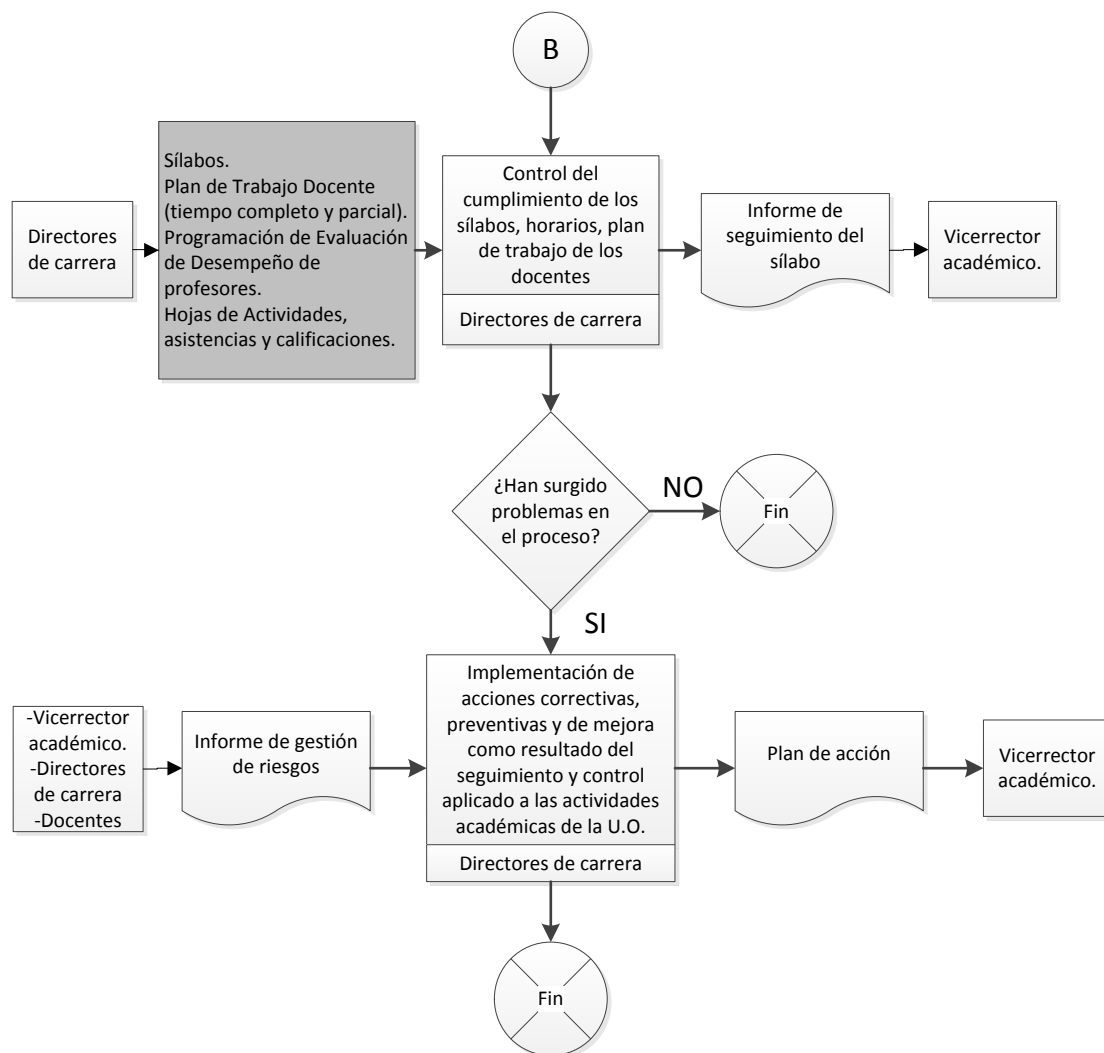 B
Directores
de carrera
Sílabos.
Plan de Trabajo Docente
(tiempo completo y parcial).
Programación de Evaluación
de Desempeño de
profesores.
Hojas de Actividades,
asistencias y calificaciones.
Control del
cumplimiento de los
sílabos, horarios, plan
de trabajo de los
docentes
Directores de carrera
Informe de
seguimiento del
sílabo
Vicerrector
académico.
¿Han surgido
problemas en
el proceso?
NO
Fin
SI
-Vicerrector
académico.
-Directores
de carrera
-Docentes
Informe de gestión
de riesgos
Implementación de
acciones correctivas,
preventivas y de mejora
como resultado del
seguimiento y control
aplicado a las actividades
académicas de la U.O.
Directores de carrera
Plan de acción
Vicerrector
académico.
Fin